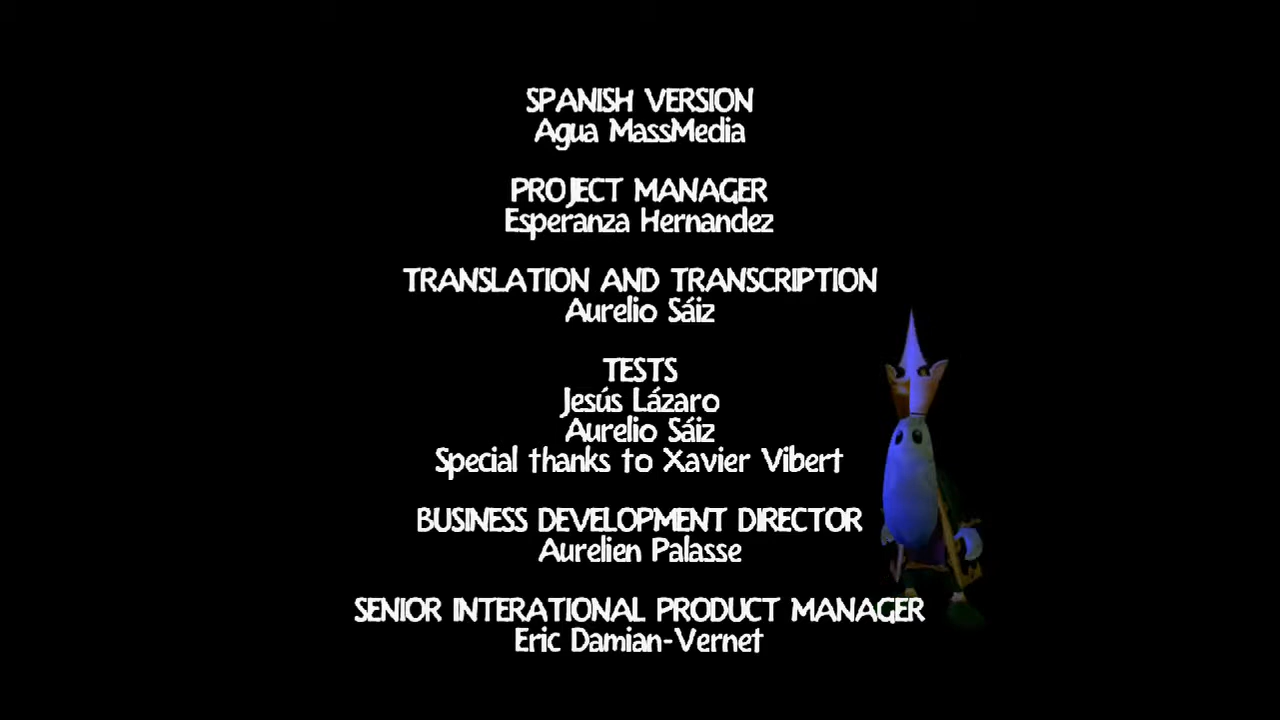 SPANISH VERSION
Agua MassMedia
PROJECT MANAGER
Esperanza Hernandez
TRANSLATION AND TRANSCRIPTION
Aurelio Sáiz
TESTS
Jesús Lázaro
Aurelio Sáiz
Special thanks to Xavier Vibert
BUSINESS DEVELOPMENT DIRECTOR
Aurelien Palasse
SENIOR INTERATIONAL PRODUCT MANAGER
Eric Damian-Vernet